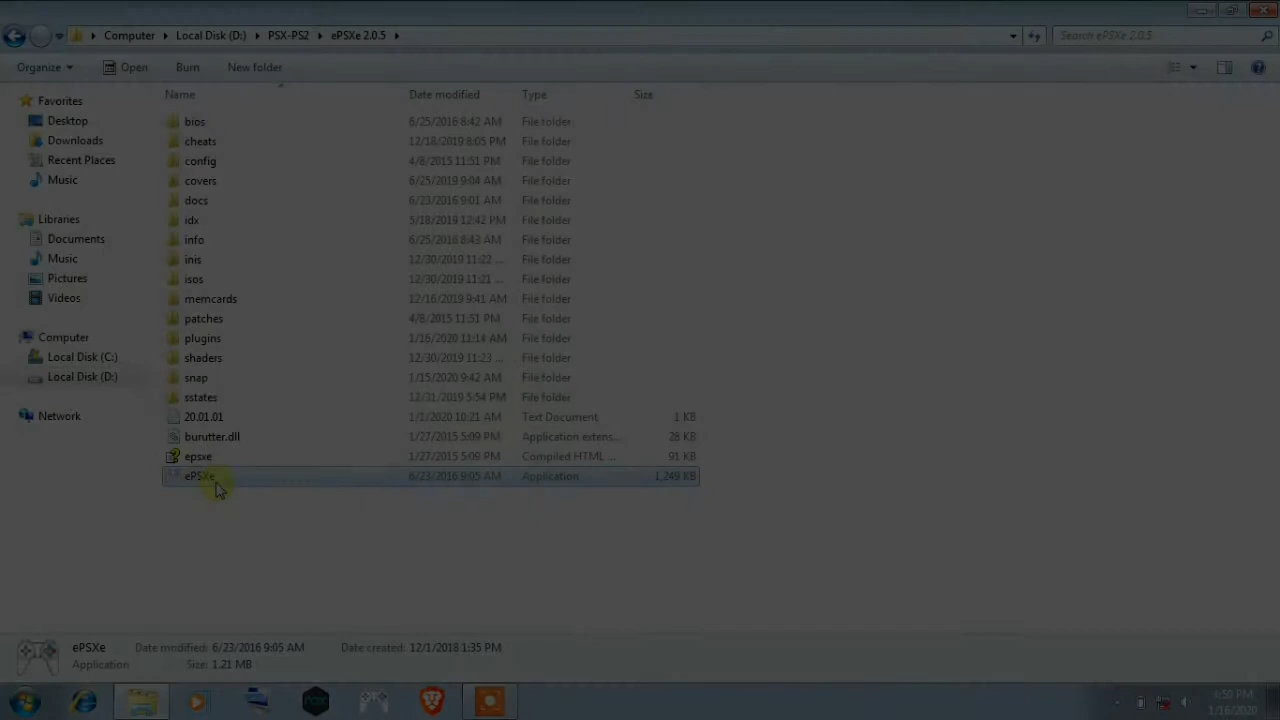 Computer Local Disk (D:) PSX-PS2 ePSXe 2.0.5 Search ePSXe 2.0.5
Organize Open Burn New folder
Name Date modified Type Size
Favorites
Desktop
Downloads
Recent Places
Music
Libraries
Documents
Music
Pictures
Videos
Computer
Local Disk (C:)
Local Disk (D:)
Network
bios 6/25/2016 8:42 AM File folder
cheats 12/18/2019 8:05 PM File folder
config 4/8/2015 11:51 PM File folder
covers 6/25/2019 9:04 AM File folder
docs 6/23/2016 9:01 AM File folder
idx 5/18/2019 12:42 PM File folder
info 6/25/2016 8:43 AM File folder
inis 12/30/2019 11:22 ... File folder
isos 12/30/2019 11:21 ... File folder
memcards 12/16/2019 9:41 AM File folder
patches 4/8/2015 11:51 PM File folder
plugins 1/16/2020 11:14 AM File folder
shaders 12/30/2019 11:23 ... File folder
snap 1/15/2020 9:42 AM File folder
sstates 12/31/2019 5:54 PM File folder
20.01.01 1/1/2020 10:21 AM Text Document 1 KB
burutter.dll 1/27/2015 5:09 PM Application extens... 28 KB
epsxe 1/27/2015 5:09 PM Compiled HTML ... 91 KB
ePSXe 6/23/2016 9:05 AM Application 1,249 KB
ePSXe Date modified: 6/23/2016 9:05 AM Date created: 12/1/2018 1:35 PM
Application Size: 1.21 MB
4:50 PM
1/16/2020